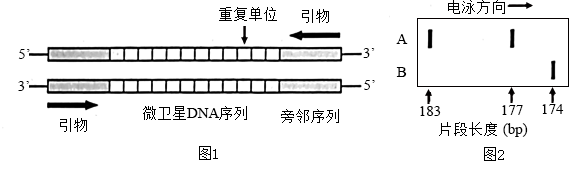 重复单位
引物
5’
3’
3’
5’
引物
微卫星DNA序列
旁邻序列
图1
电泳方向
A
B
183
177
174
片段长度 (bp)
图2